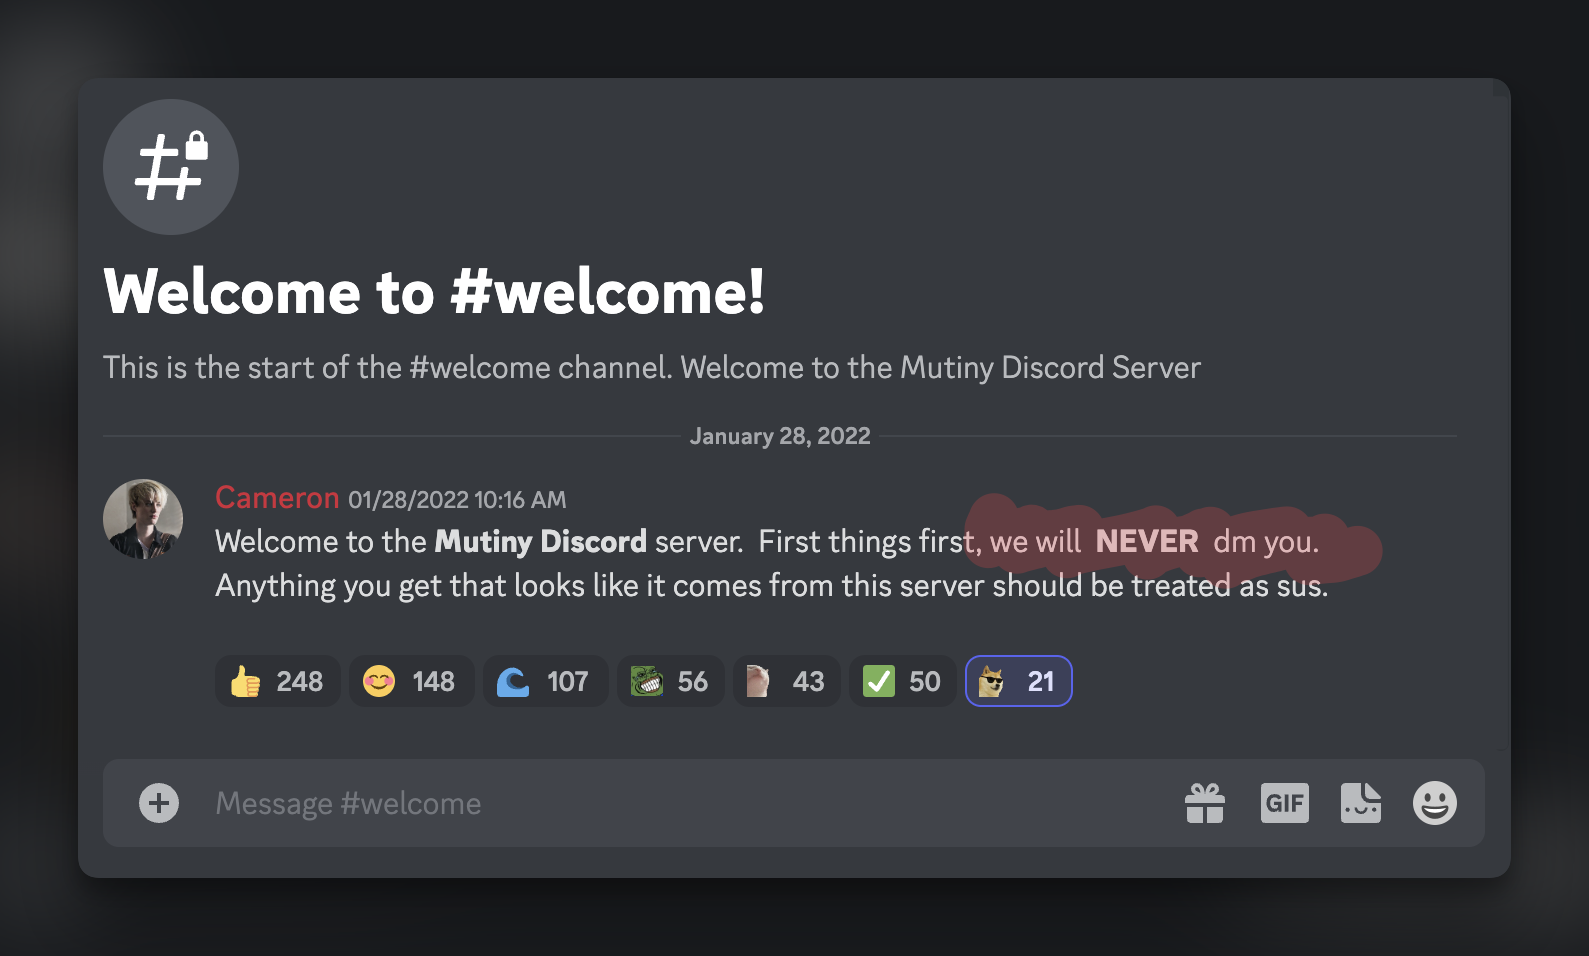 Welcome to #welcome!
This is the start of the #welcome channel. Welcome to the Mutiny Discord Server
January 28, 2022
Cameron 01/28/2022 10:16 AM
Welcome to the Mutiny Discord server. First things first, we will NEVER dm you.
Anything you get that looks like it comes from this server should be treated as sus.
248 148 107 56 43 50 21
Message #welcome GIF